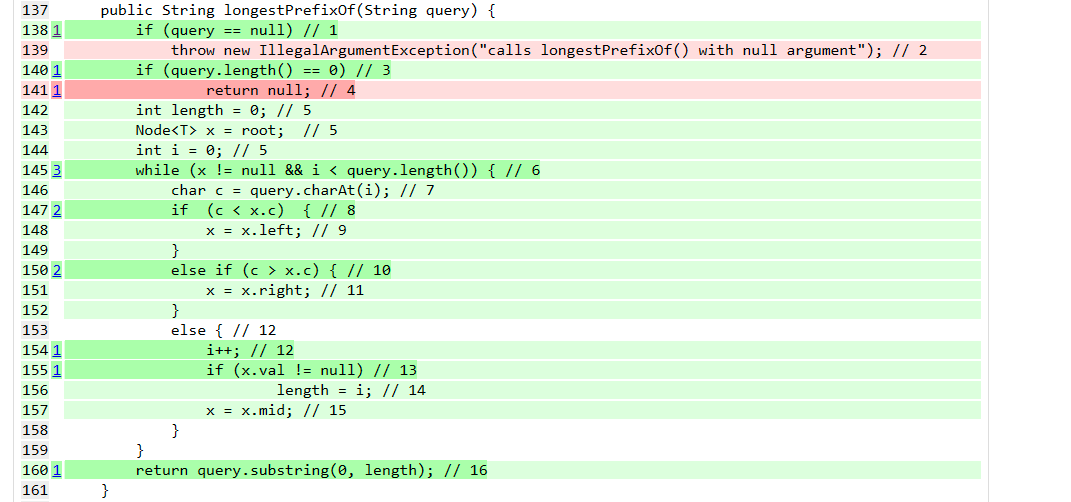 137 public String longestPrefixOf(String query) {
138 1 if (query == null) // 1
139 throw new IllegalArgumentException("calls longestPrefixOf() with null argument"); // 2
140 1 if (query.length() == 0) // 3
141 1 return null; // 4
142 int length = 0; // 5
143 Node<T> x = root; // 5
144 int i = 0; // 5
145 3 while (x != null && i < query.length()) { // 6
146 char c = query.charAt(i); // 7
147 2 if (c < x.c) { // 8
148 x = x.left; // 9
149 }
150 2 else if (c > x.c) { // 10
151 x = x.right; // 11
152 }
153 else { // 12
154 1 i++; // 12
155 1 if (x.val != null) // 13
156 length = i; // 14
157 x = x.mid; // 15
158 }
159 }
160 1 return query.substring(0, length); // 16
161 }